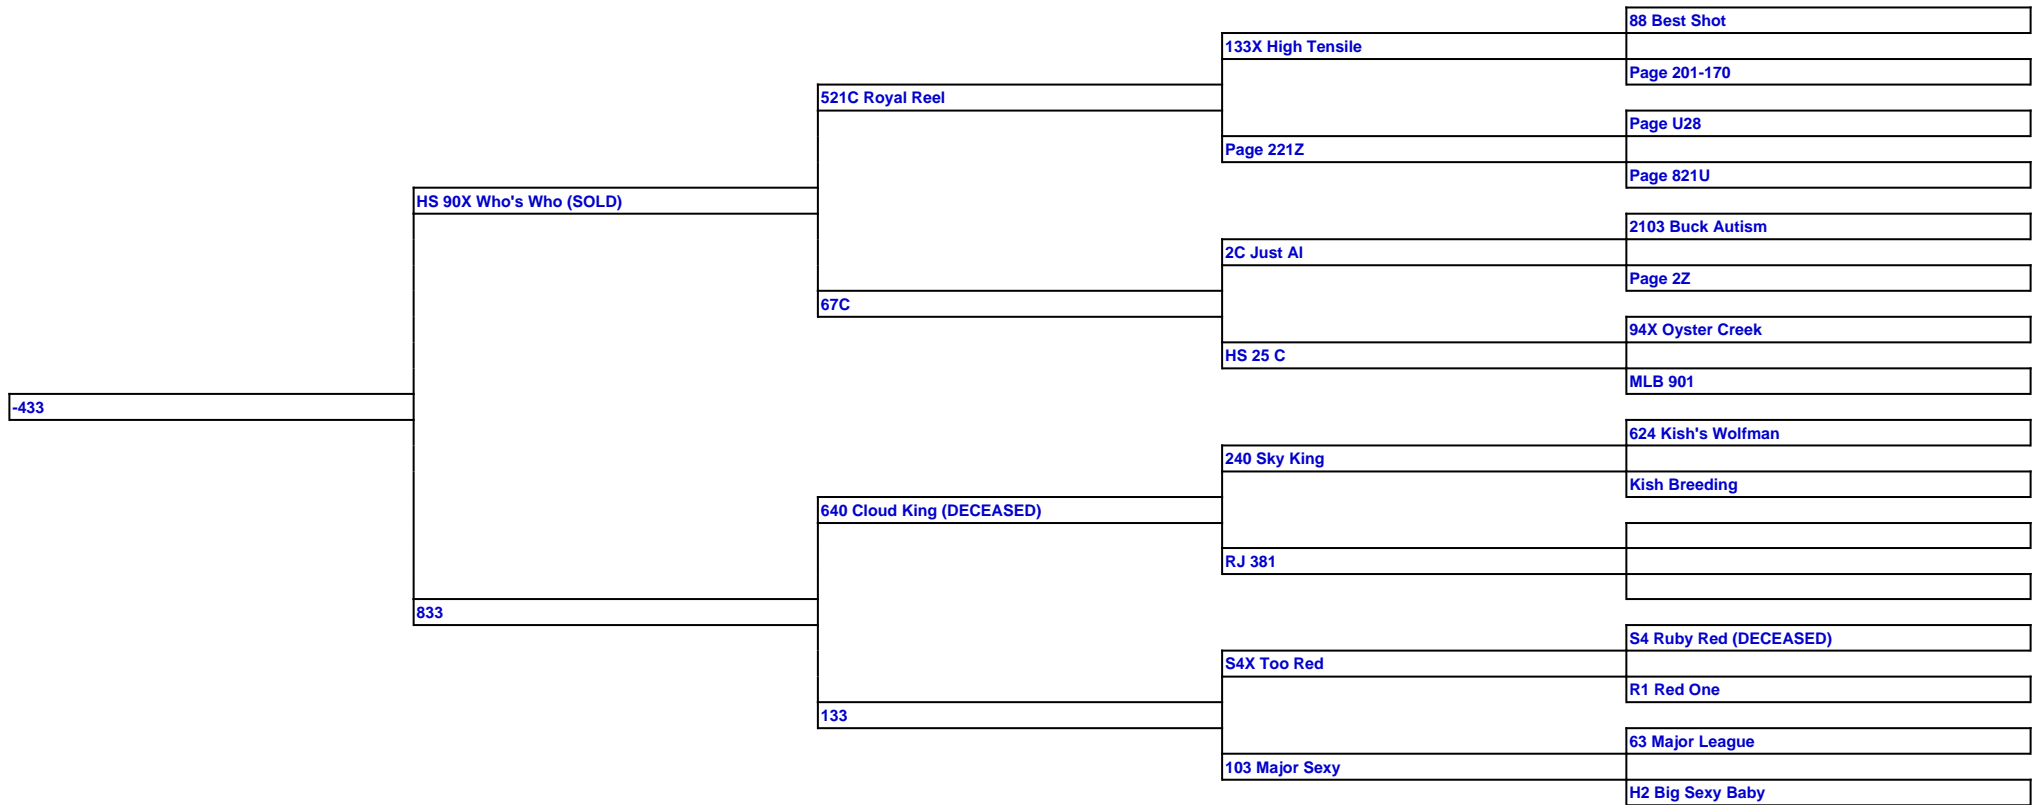 88 Best Shot
133X High Tensile
Page 201-170
521C Royal Reel
Page U28
Page 221Z
Page 821U
HS 90X Who's Who (SOLD)
2103 Buck Autism
2C Just AI
Page 2Z
67C
94X Oyster Creek
HS 25 C
MLB 901
-433
624 Kish's Wolfman
240 Sky King
Kish Breeding
640 Cloud King (DECEASED)
RJ 381
833
S4 Ruby Red (DECEASED)
S4X Too Red
R1 Red One
133
63 Major League
103 Major Sexy
H2 Big Sexy Baby